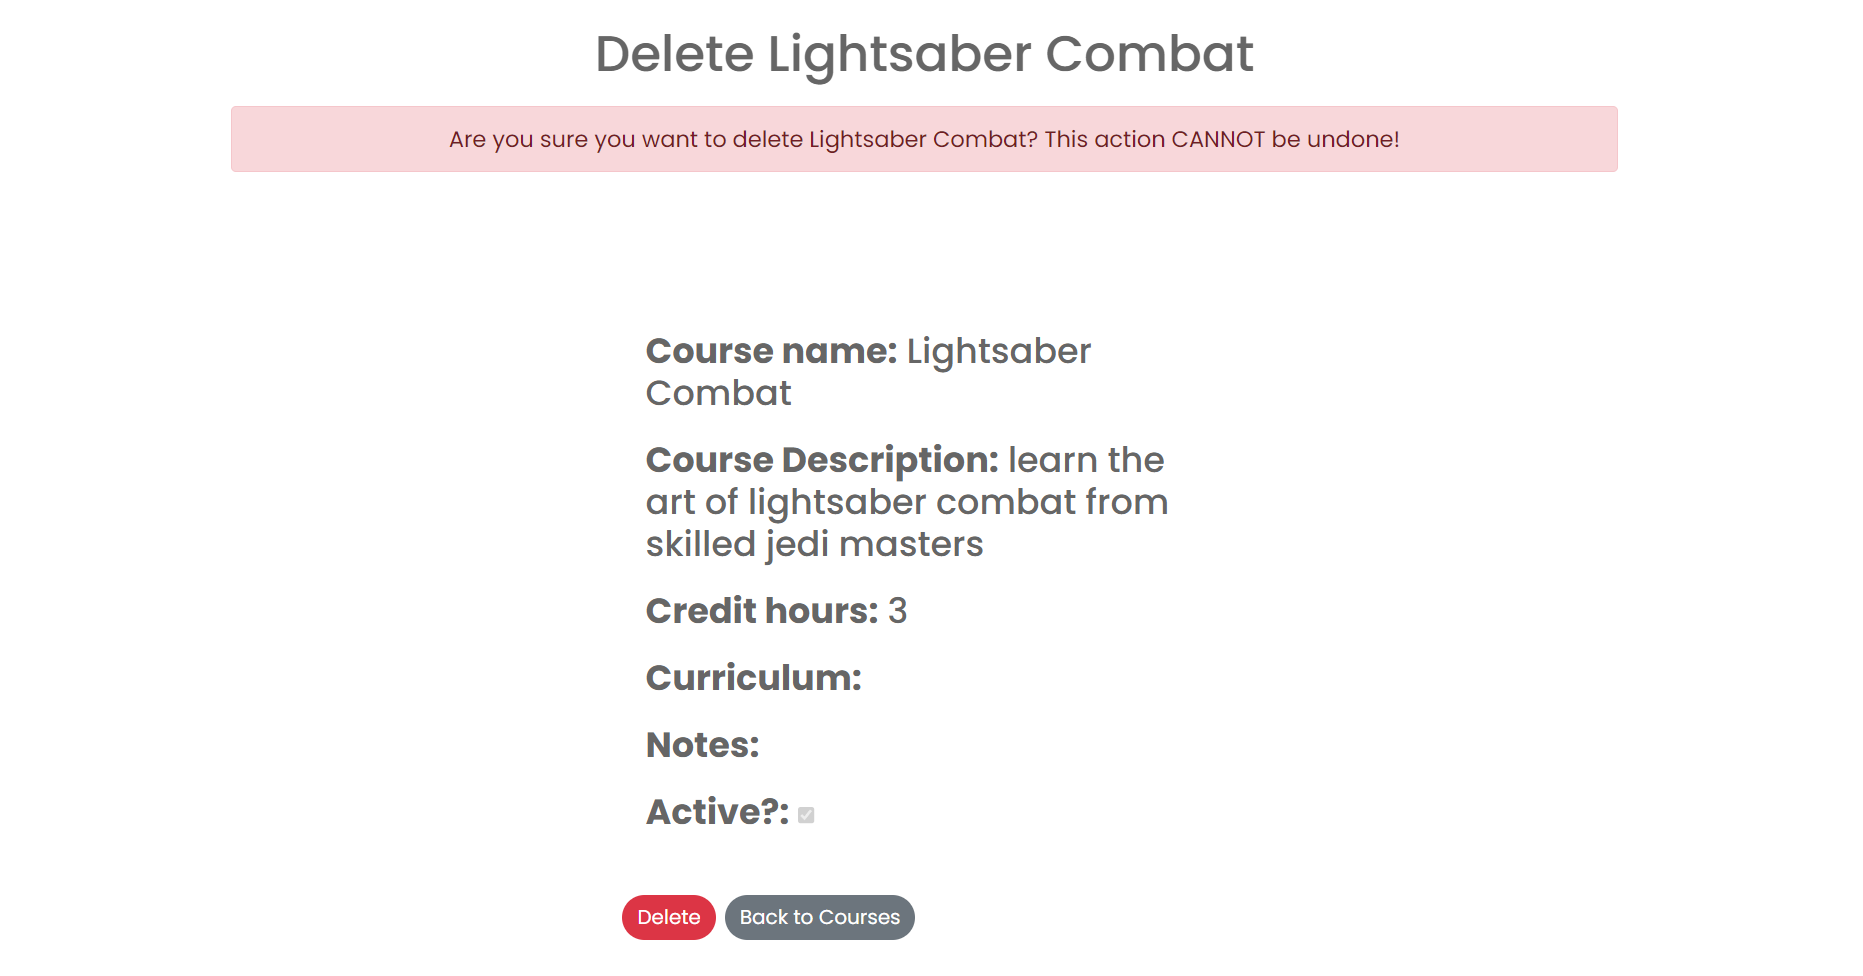 Delete Lightsaber Combat
Are you sure you want to delete Lightsaber Combat? This action CANNOT be undone!
Course name: Lightsaber
Combat
Course Description: learn the
art of lightsaber combat from
skilled jedi masters
Credit hours: 3
Curriculum:
Notes:
Active?:
Delete
Back to Courses